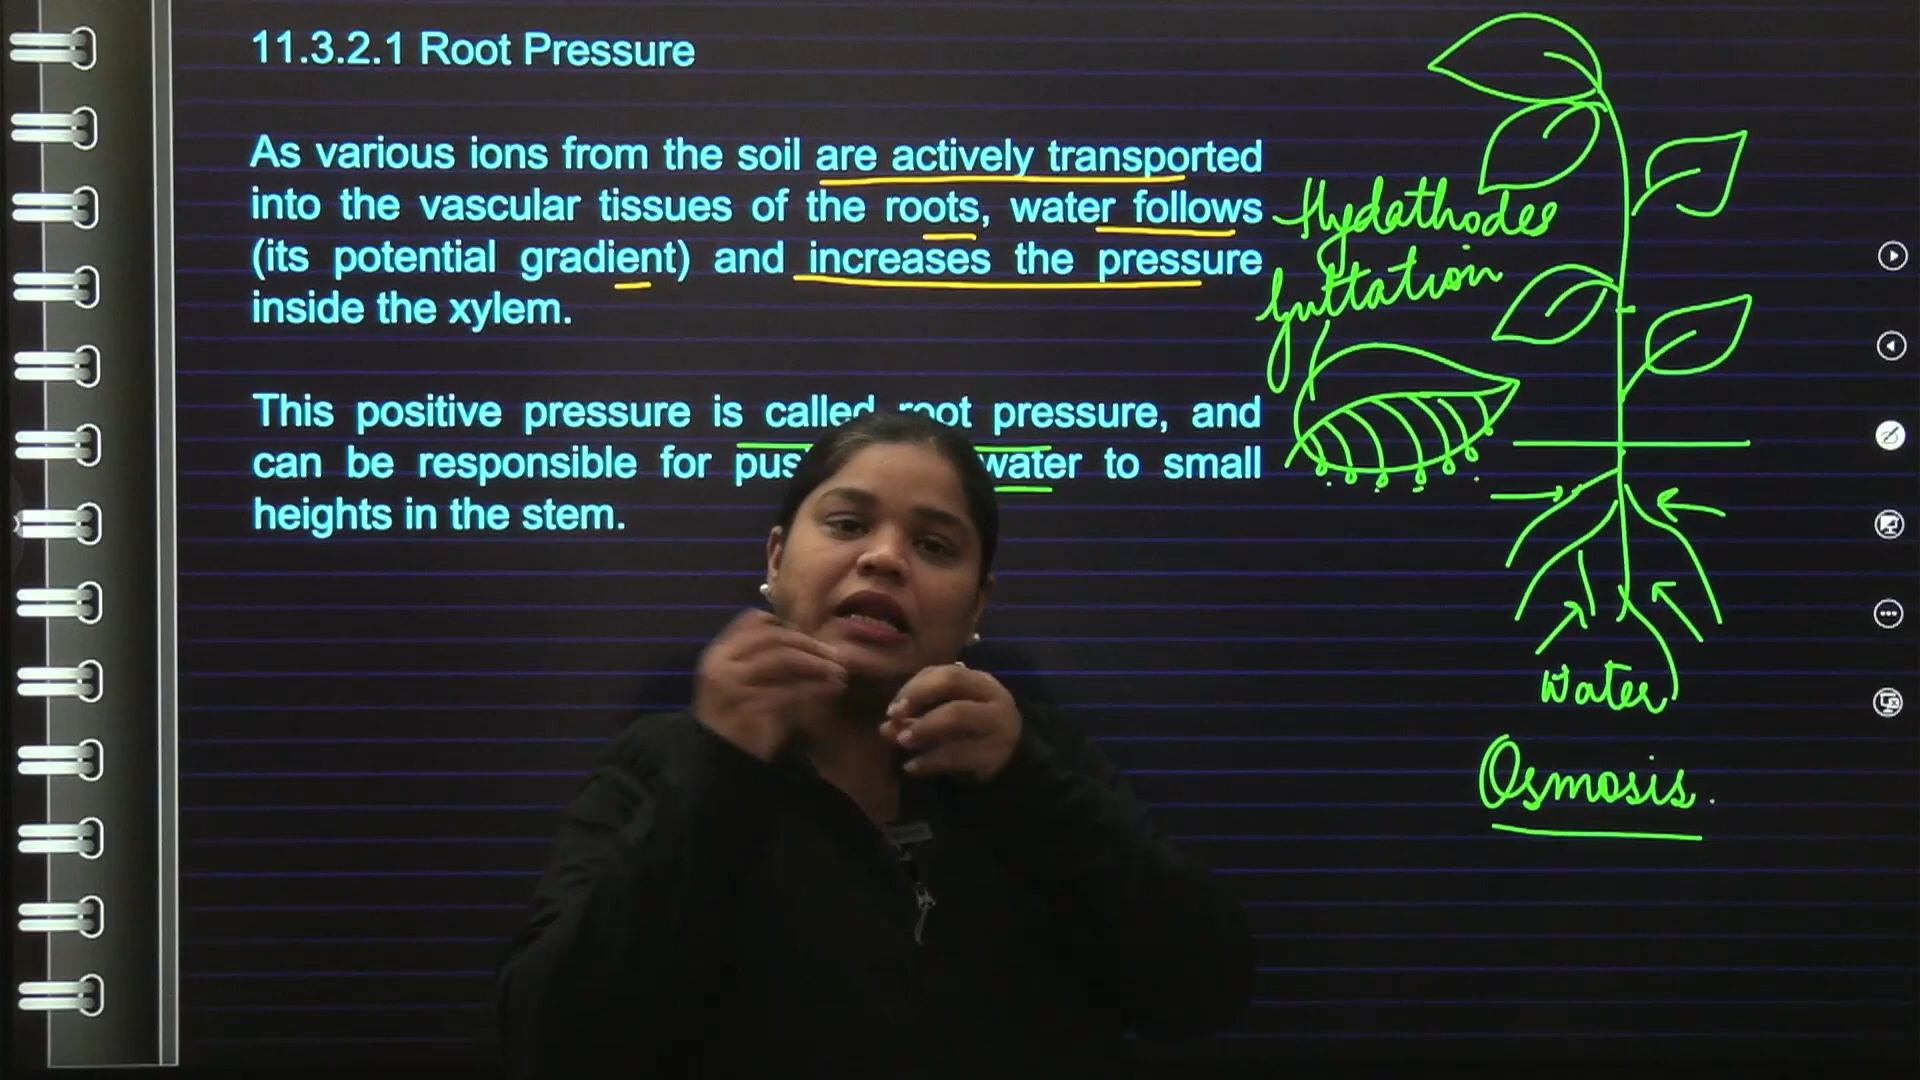 11.3.2.1 Root Pressure
As various ions from the soil are actively transported
into the vascular tissues of the roots, water follows
(its potential gradient) and increases the pressure
inside the xylem.
This positive pressure is called root pressure, and
can be responsible for pus water to small
heights in the stem.
Hydathodes
Guttation
Water
Osmosis.